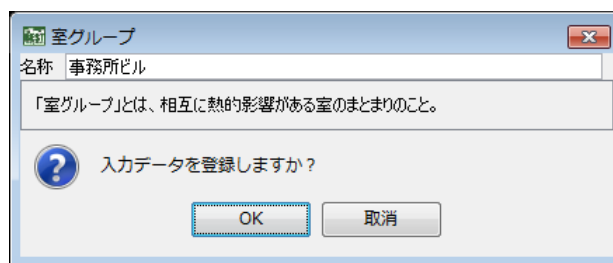 室グループ
名称 事務所ビル
「室グループ」とは、相互に熱的影響がある室のまとまりのこと。
入力データを登録しますか？
OK 取消